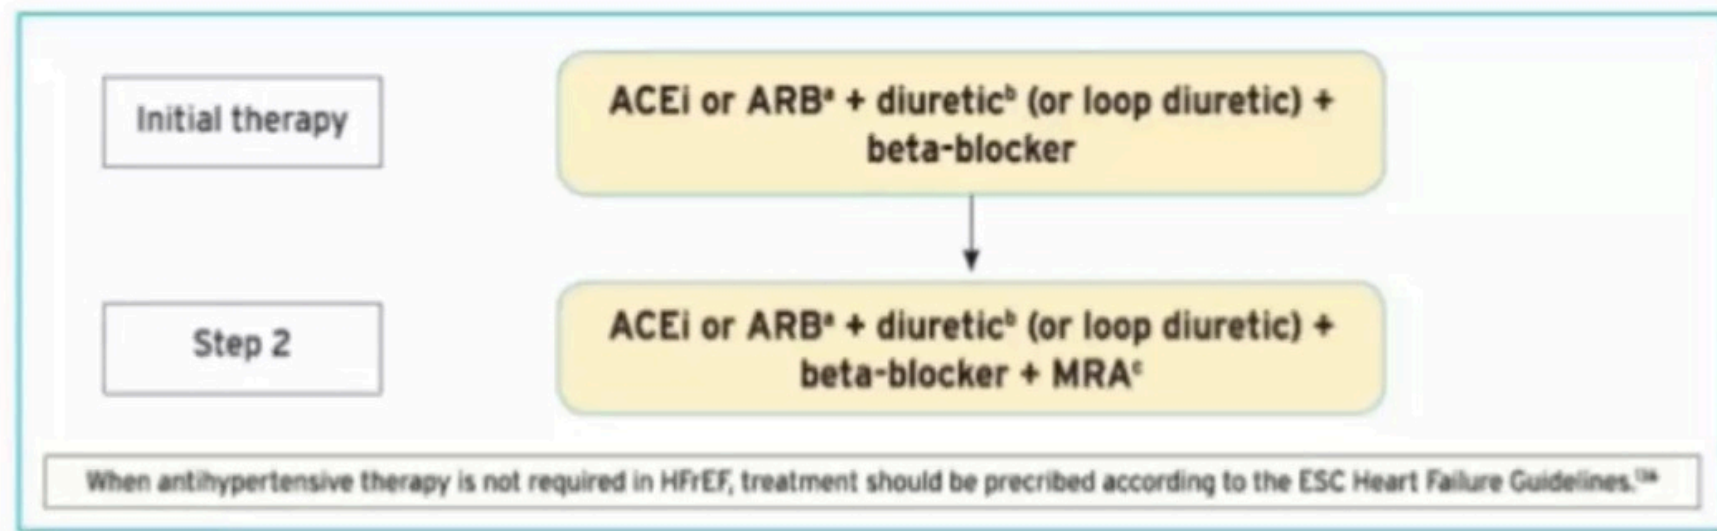 Initial therapy
ACEi or ARBᵃ + diureticᵇ (or loop diuretic) +
beta-blocker
Step 2
ACEi or ARBᵃ + diureticᵇ (or loop diuretic) +
beta-blocker + MRAᶜ
When antihypertensive therapy is not required in HFrEF, treatment should be precribed according to the ESC Heart Failure Guidelines.